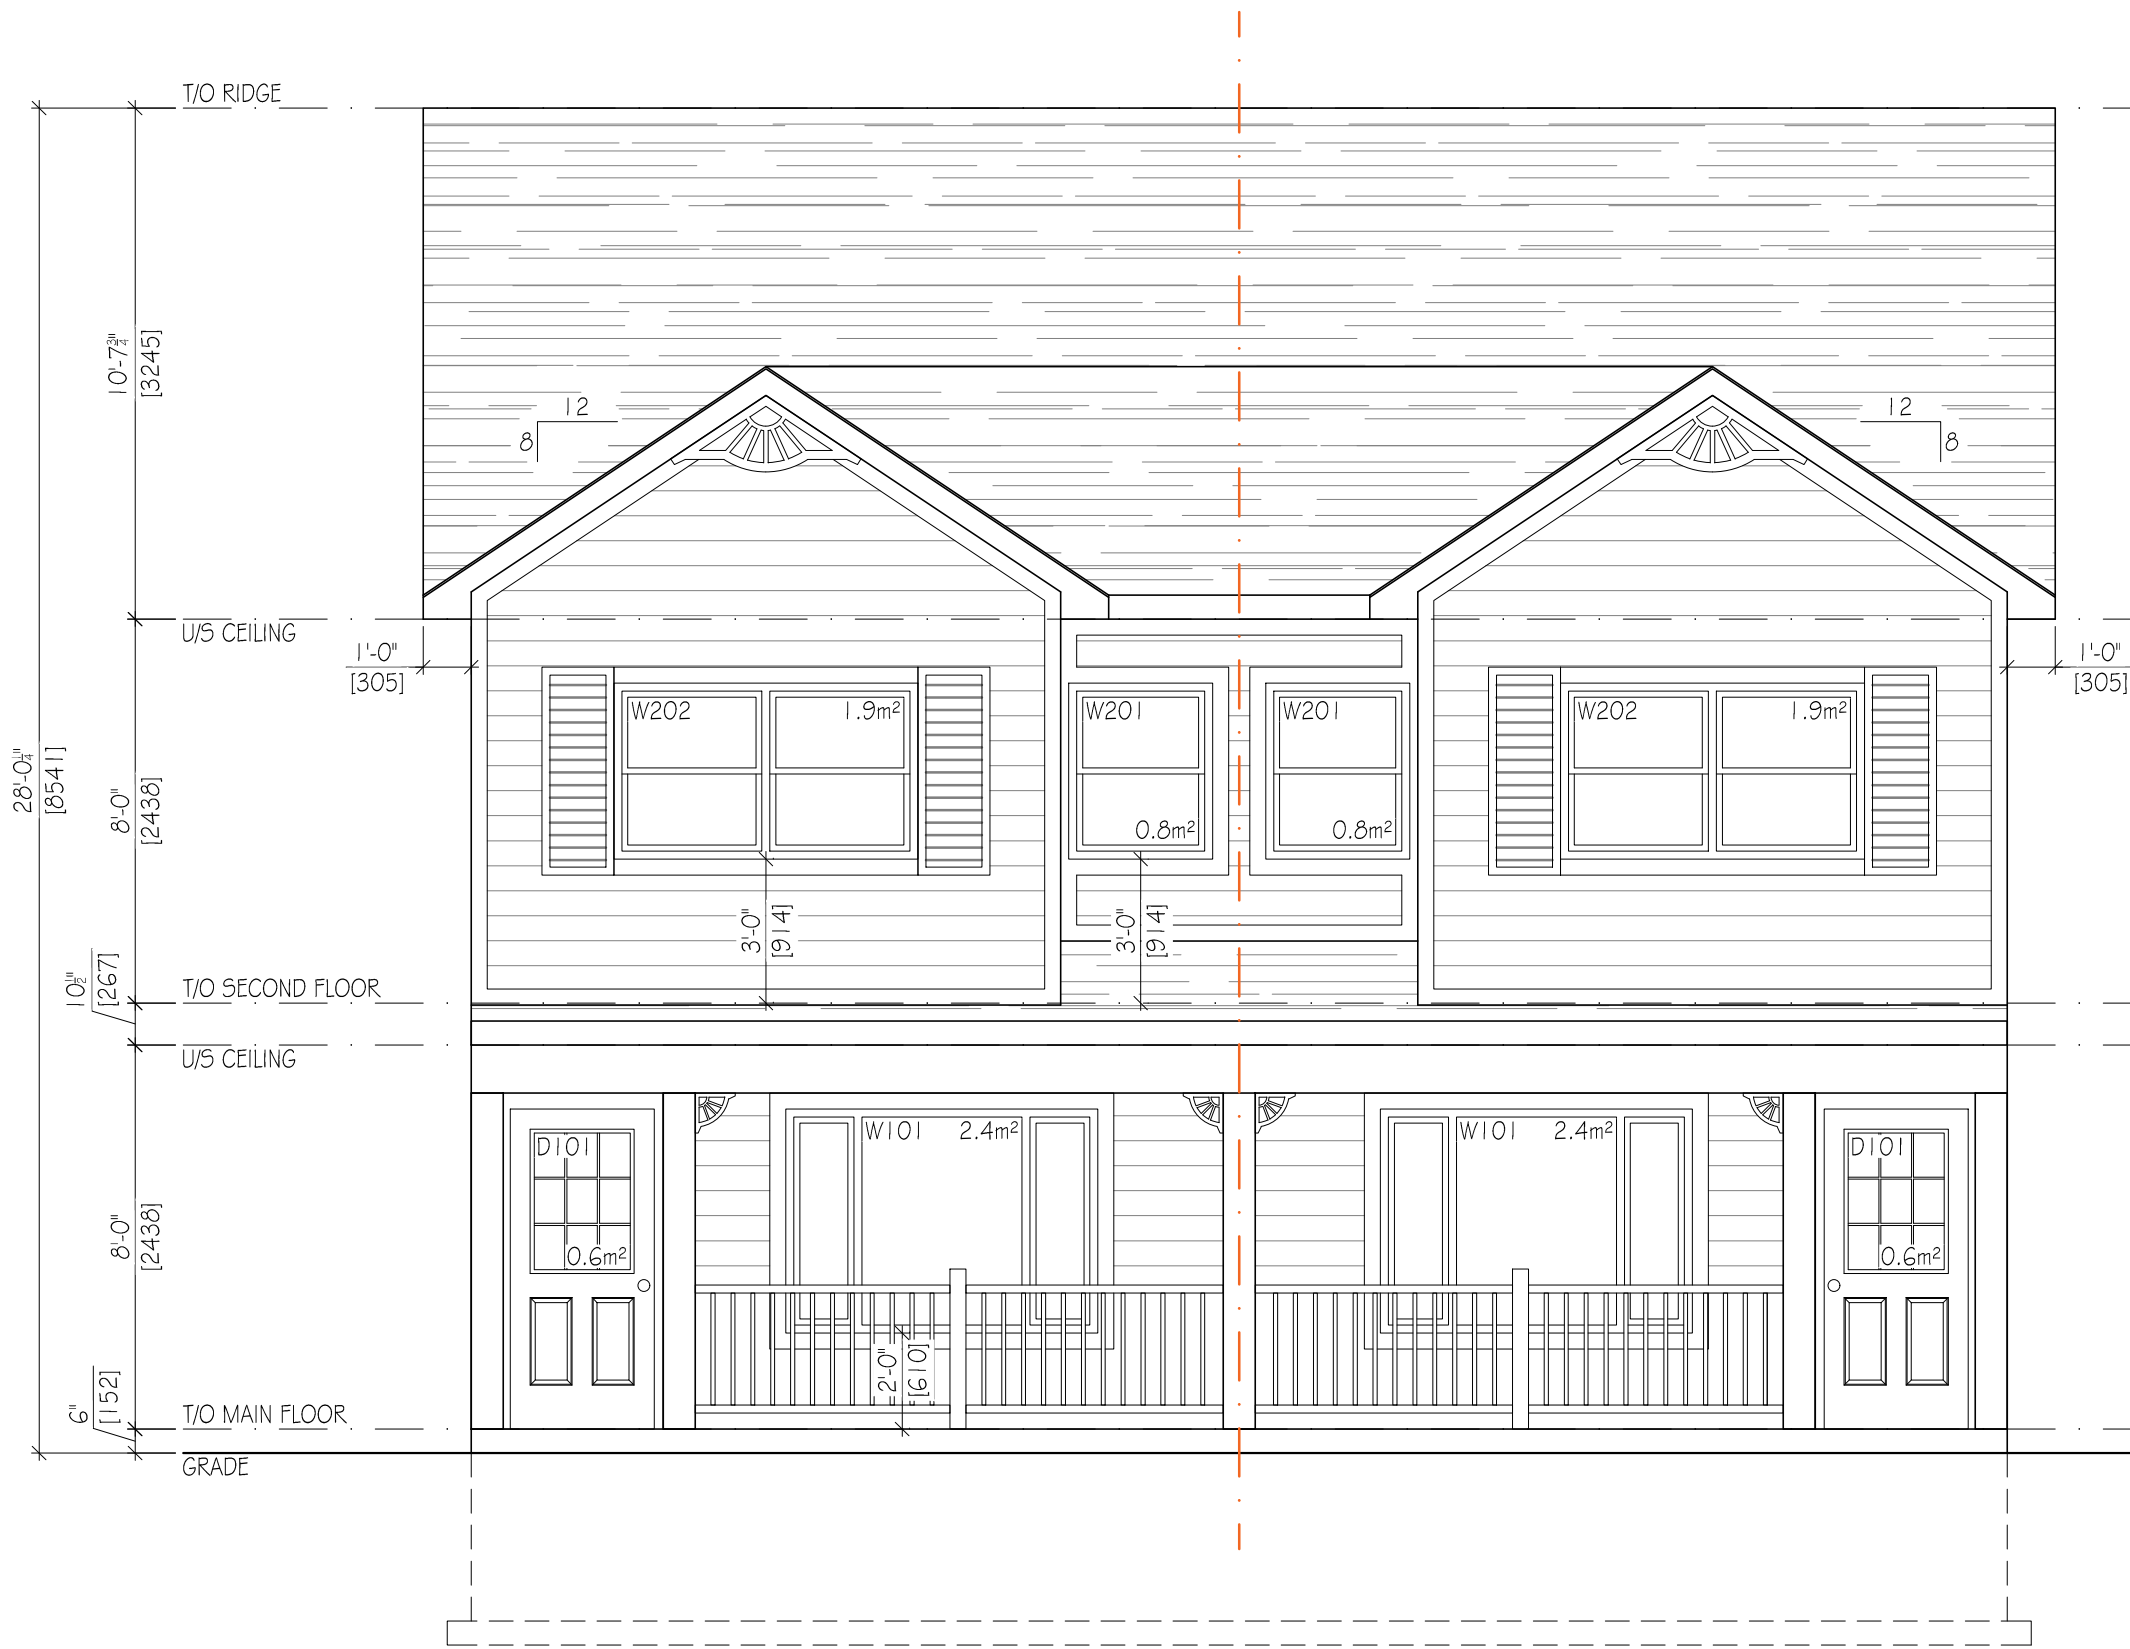 T/O RIDGE
10'-7¾"
[3245]
12
8
12
8
U/S CEILING
1'-0"
[305]
1'-0"
[305]
W202 1.9m²
W201
0.8m²
W201
0.8m²
W202 1.9m²
28'-0¼"
[8541]
8'-0"
[2438]
3'-0"
[914]
3'-0"
[914]
10½"
[267]
T/O SECOND FLOOR
U/S CEILING
D101
0.6m²
W101 2.4m²
W101 2.4m²
D101
0.6m²
8'-0"
[2438]
2'-0"
[610]
6"
[152]
T/O MAIN FLOOR
GRADE